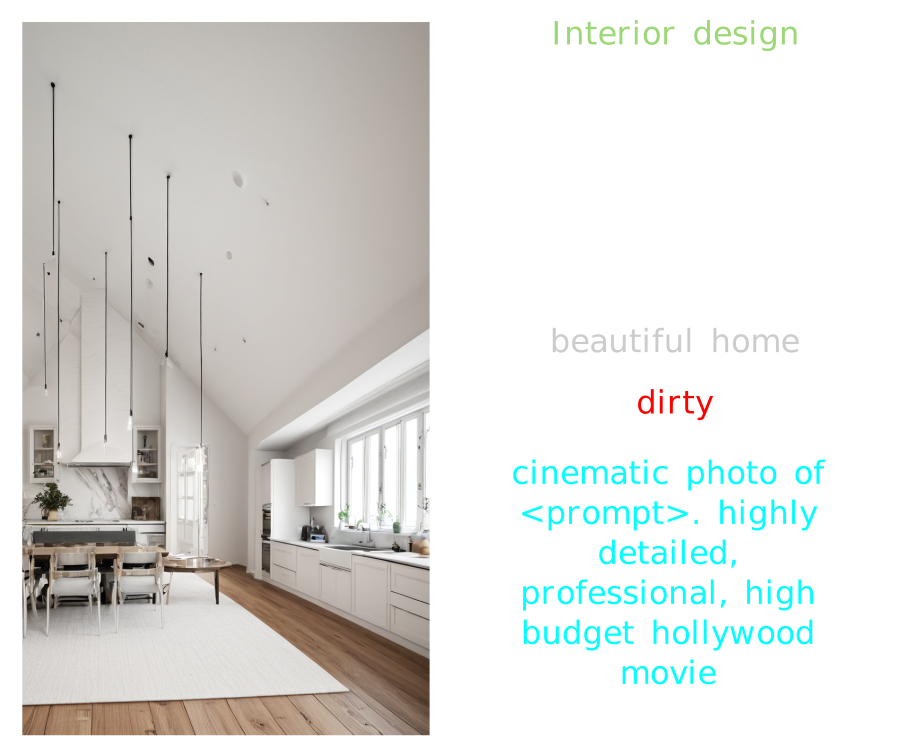 Interior design
beautiful home
dirty
cinematic photo of
<prompt>. highly
detailed,
professional, high
budget hollywood
movie